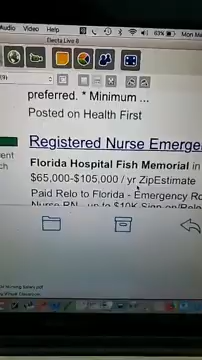 Audio Video Help
63%
Mon
Electa Live 8
preferred. * Minimum ...
Posted on Health First
Registered Nurse Emerge
Florida Hospital Fish Memorial in
$65,000-$105,000 / yr ZipEstimate
Paid Relo to Florida - Emergency Ro
Nurse RN - up to $10K Sign on/Relo